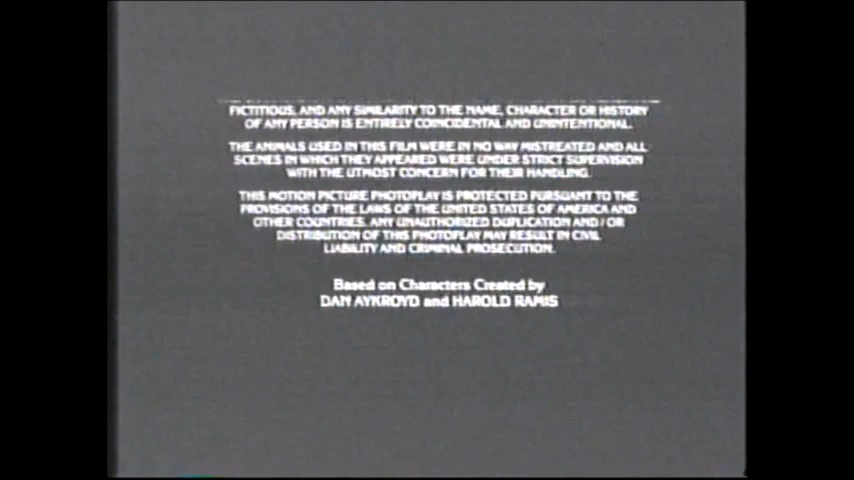 FICTITIOUS, AND ANY SIMILARITY TO THE NAME, CHARACTER OR HISTORY
OF ANY PERSON IS ENTIRELY COINCIDENTAL AND UNINTENTIONAL.
THE ANIMALS USED IN THIS FILM WERE IN NO WAY MISTREATED AND ALL
SCENES IN WHICH THEY APPEARED WERE UNDER STRICT SUPERVISION
WITH THE UTMOST CONCERN FOR THEIR HANDLING.
THIS MOTION PICTURE PHOTOPLAY IS PROTECTED PURSUANT TO THE
PROVISIONS OF THE LAWS OF THE UNITED STATES OF AMERICA AND
OTHER COUNTRIES. ANY UNAUTHORIZED DUPLICATION AND/OR
DISTRIBUTION OF THIS PHOTOPLAY MAY RESULT IN CIVIL
LIABILITY AND CRIMINAL PROSECUTION.
Based on Characters Created by
DAN AYKROYD and HAROLD RAMIS